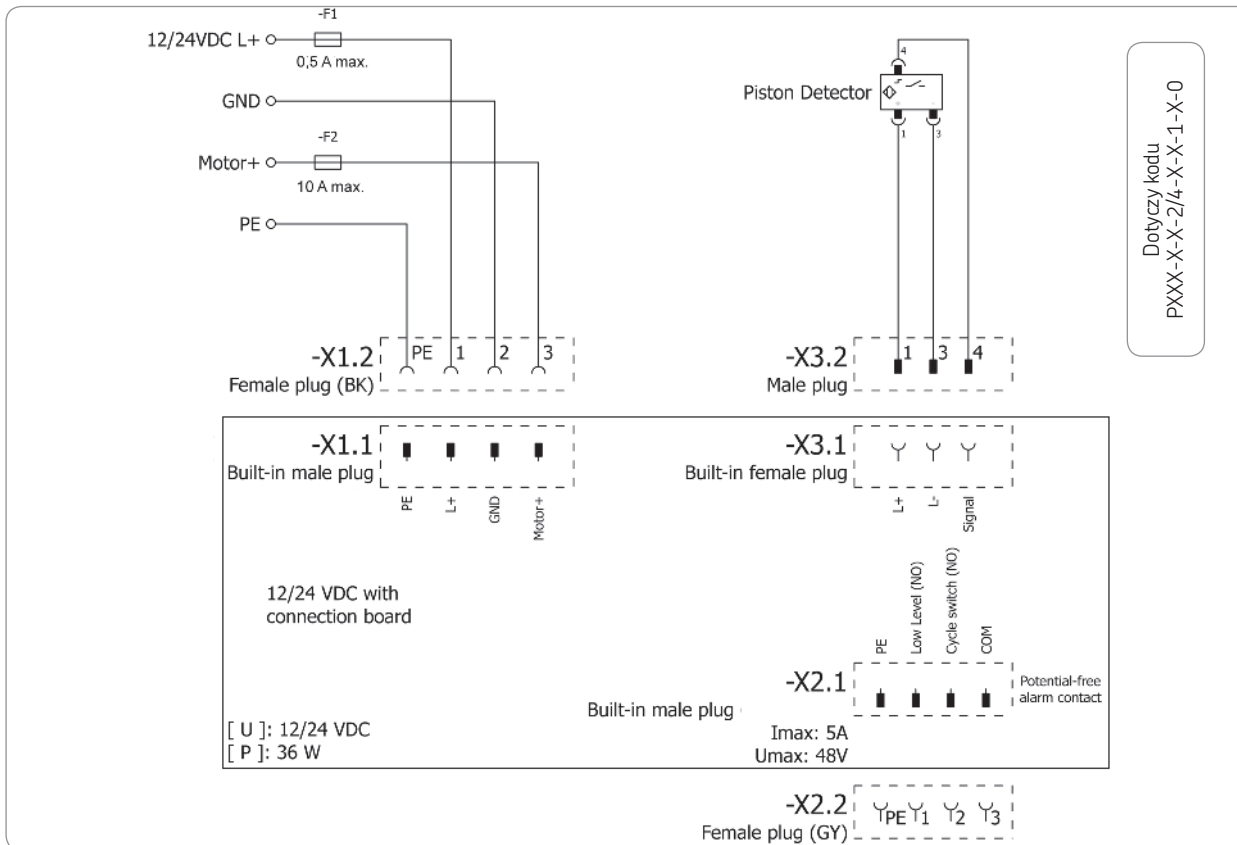 -F1
12/24VDC L+
0,5 A max.
GND
-F2
Motor+
10 A max.
PE
4
Piston Detector
+
-
1
3
Dotyczy kodu
PXXX-X-X-2/4-X-X-1-X-0
-X1.2
PE 1 2 3
Female plug (BK)
-X3.2
1 3 4
Male plug
-X1.1
Built-in male plug
PE
L+
GND
Motor+
-X3.1
Built-in female plug
L+
L-
Signal
12/24 VDC with
connection board
PE
Low Level (NO)
Cycle switch (NO)
COM
-X2.1
Built-in male plug
Potential-free
alarm contact
Imax: 5A
Umax: 48V
[ U ]: 12/24 VDC
[ P ]: 36 W
-X2.2
PE 1 2 3
Female plug (GY)